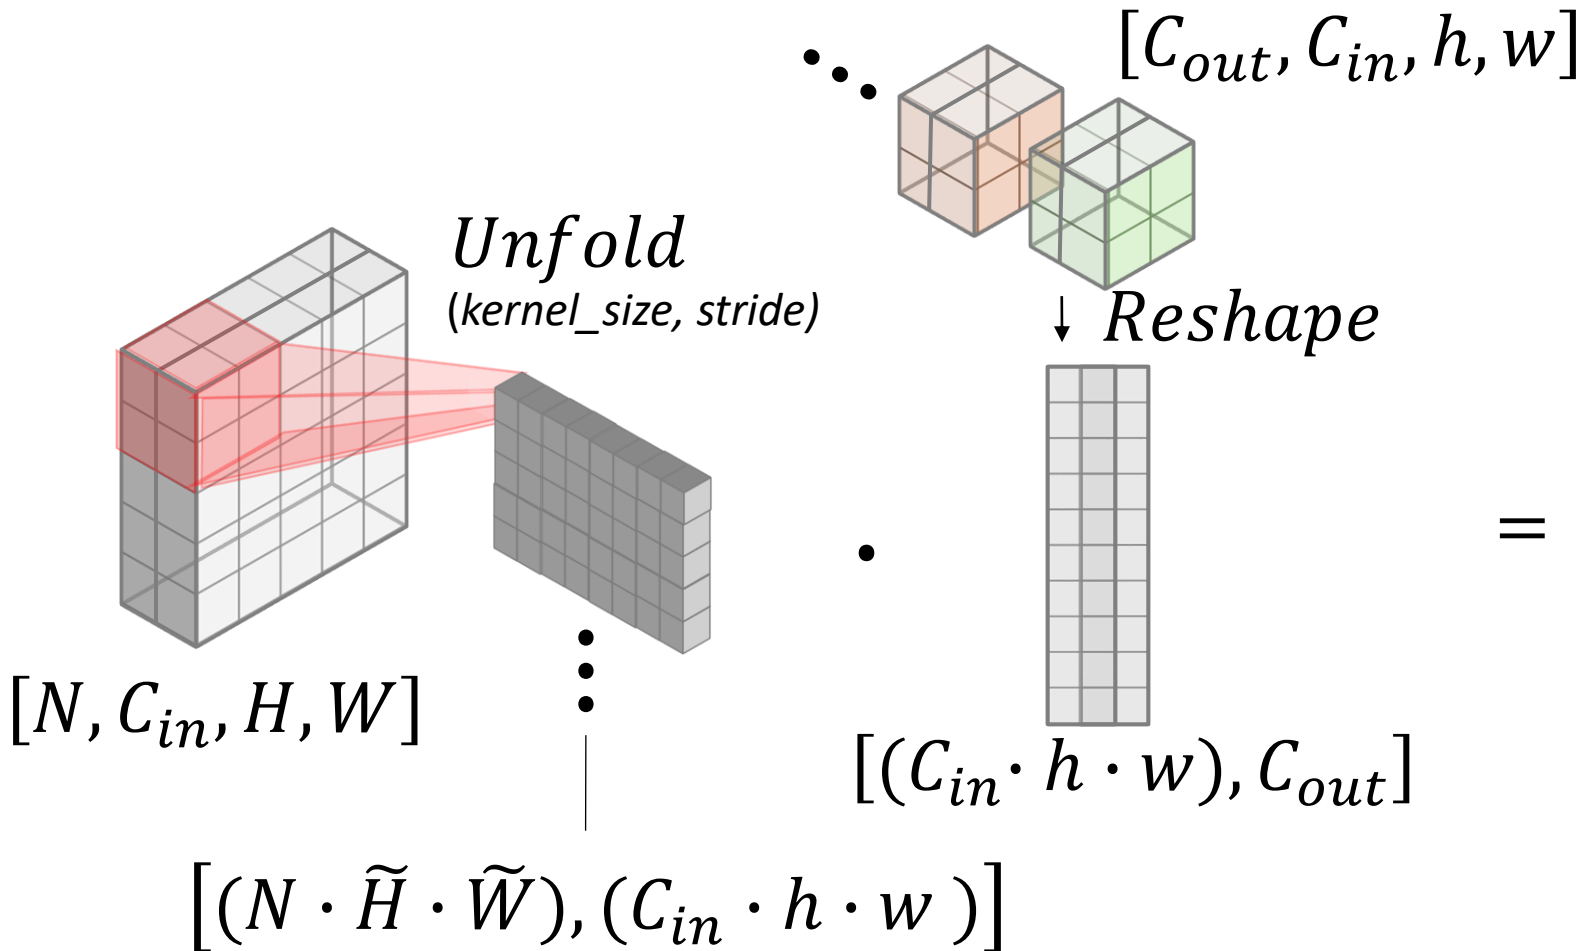 [C_out, C_in, h, w]
Unfold
(kernel_size, stride)
↓ Reshape
=
·
[N, C_in, H, W]
[(C_in · h · w), C_out]
[(N · H̃ · W̃), (C_in · h · w )]